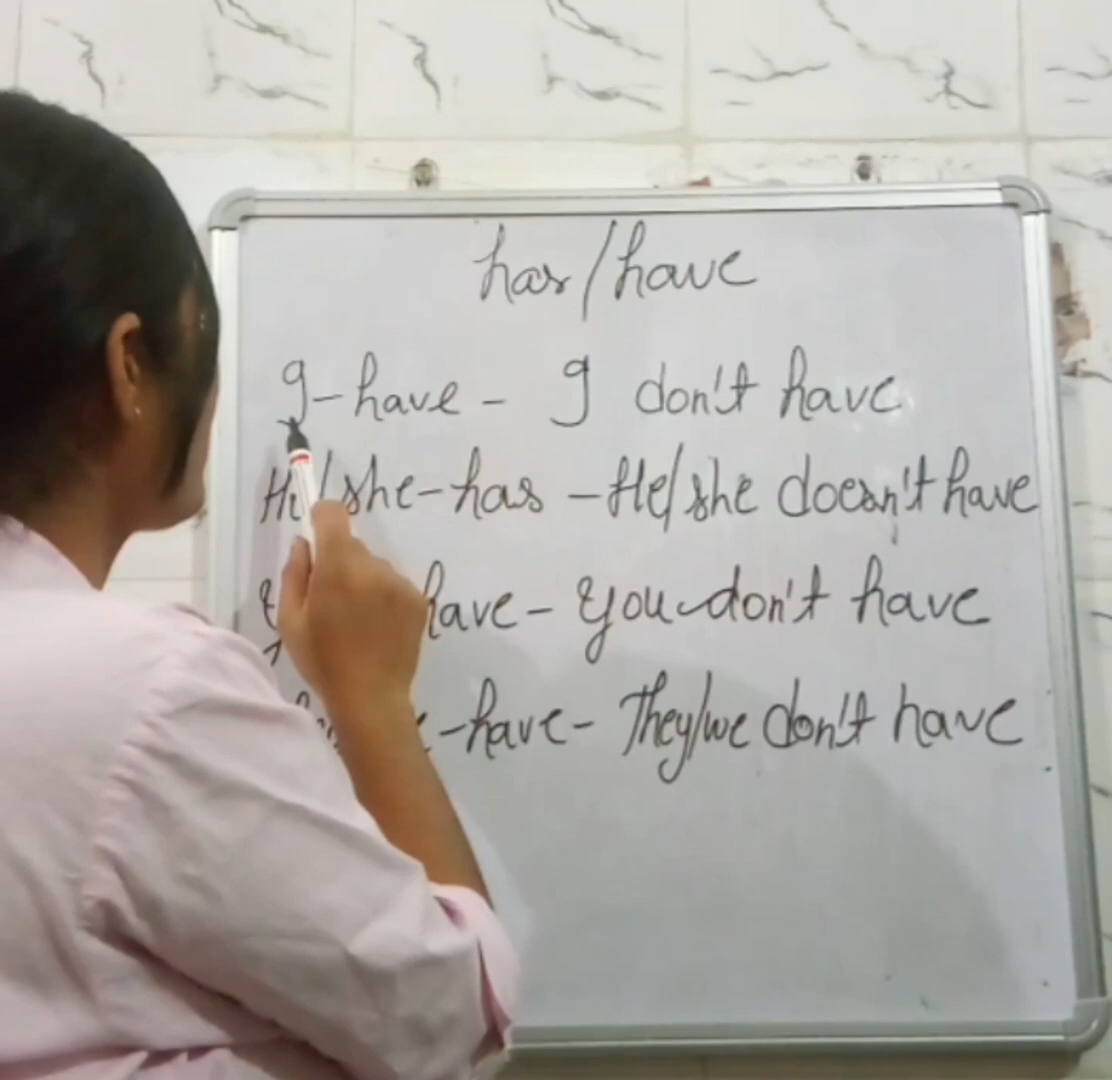 has/have
I-have - I don't have
He/she-has - He/she doesn't have
have - you don't have
-have - They/we don't have